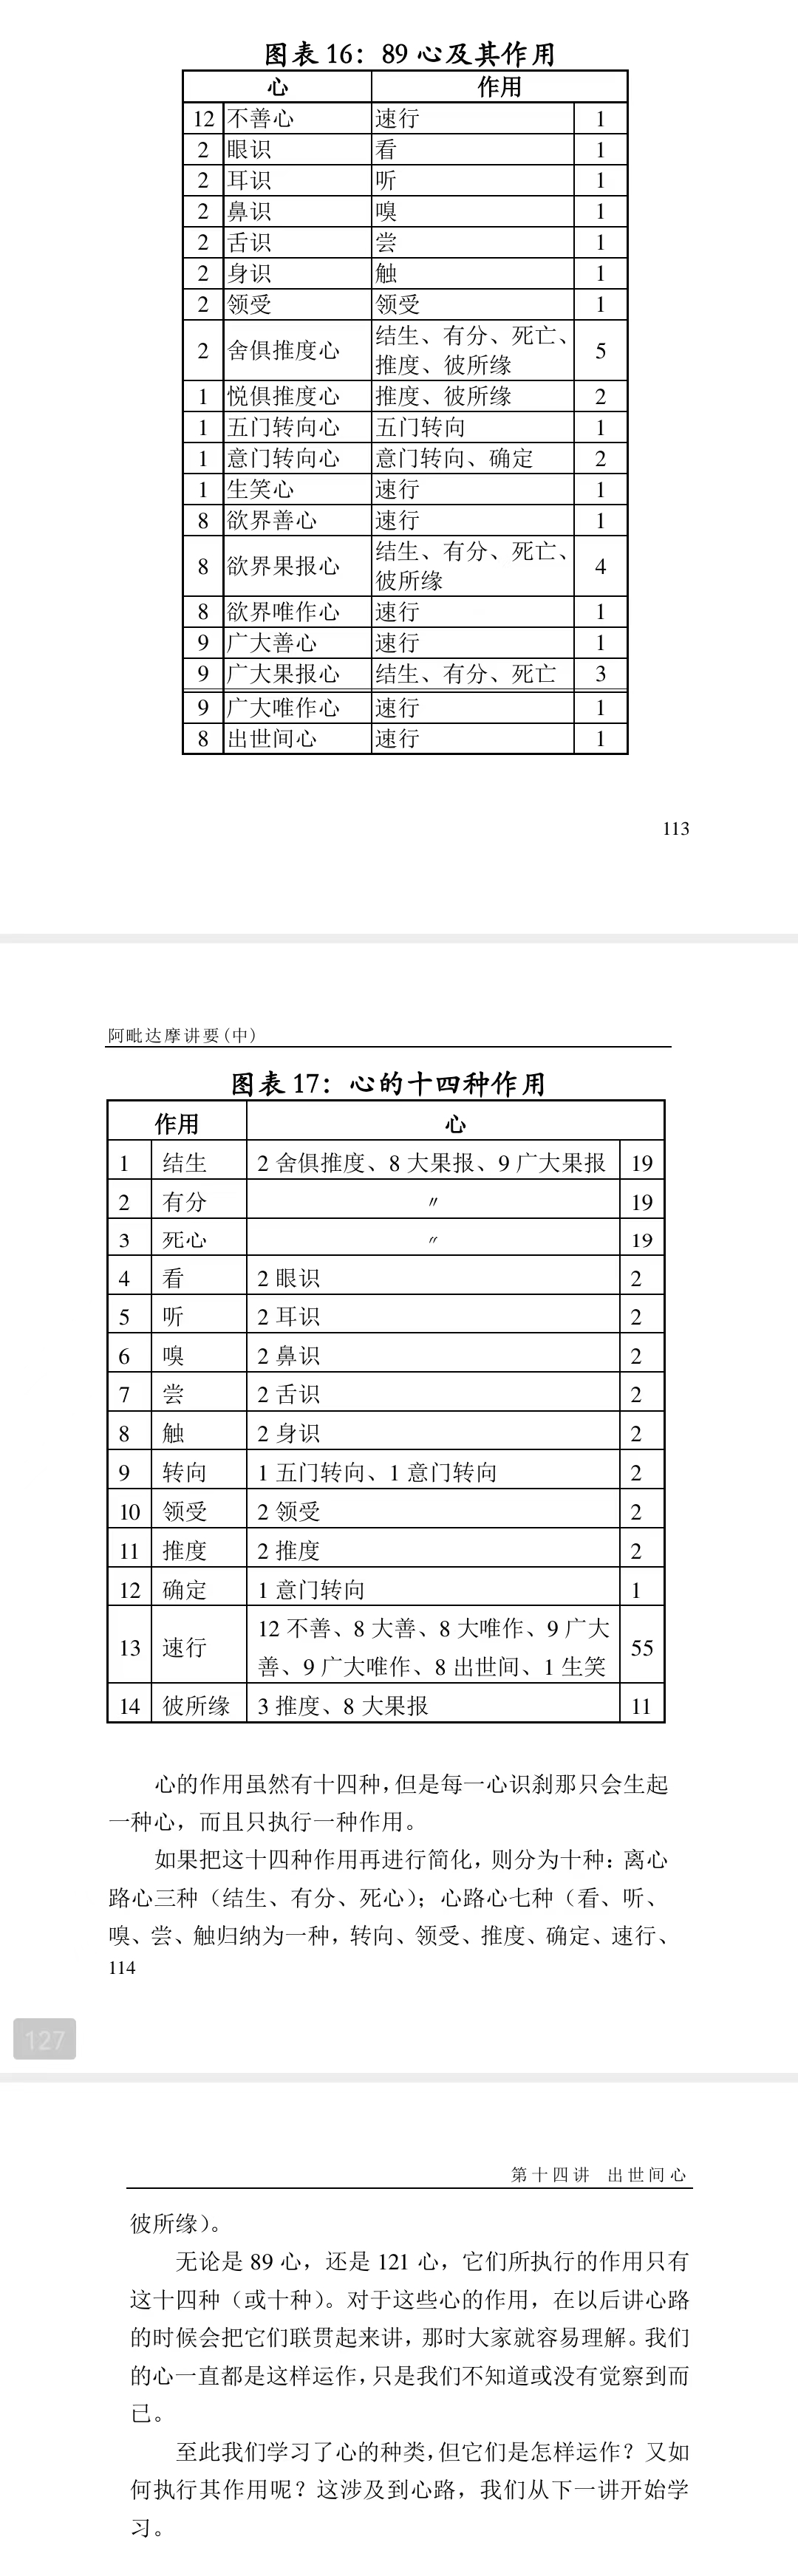 图表 16：89 心及其作用
心 作用
12 不善心 速行 1
2 眼识 看 1
2 耳识 听 1
2 鼻识 嗅 1
2 舌识 尝 1
2 身识 触 1
2 领受 领受 1
2 舍俱推度心 结生、有分、死亡、
推度、彼所缘 5
1 悦俱推度心 推度、彼所缘 2
1 五门转向心 五门转向 1
1 意门转向心 意门转向、确定 2
1 生笑心 速行 1
8 欲界善心 速行 1
8 欲界果报心 结生、有分、死亡、
彼所缘 4
8 欲界唯作心 速行 1
9 广大善心 速行 1
9 广大果报心 结生、有分、死亡 3
9 广大唯作心 速行 1
8 出世间心 速行 1
113
阿毗达摩讲要(中)
图表 17：心的十四种作用
作用 心
1 结生 2 舍俱推度、8 大果报、9 广大果报 19
2 有分 〃 19
3 死心 〃 19
4 看 2 眼识 2
5 听 2 耳识 2
6 嗅 2 鼻识 2
7 尝 2 舌识 2
8 触 2 身识 2
9 转向 1 五门转向、1 意门转向 2
10 领受 2 领受 2
11 推度 2 推度 2
12 确定 1 意门转向 1
13 速行 12 不善、8 大善、8 大唯作、9 广大
善、9 广大唯作、8 出世间、1 生笑 55
14 彼所缘 3 推度、8 大果报 11
心的作用虽然有十四种，但是每一心识刹那只会生起
一种心，而且只执行一种作用。
如果把这十四种作用再进行简化，则分为十种：离心
路心三种（结生、有分、死心）；心路心七种（看、听、
嗅、尝、触归纳为一种，转向、领受、推度、确定、速行、
114
127
第十四讲 出世间心
彼所缘）。
无论是 89 心，还是 121 心，它们所执行的作用只有
这十四种（或十种）。对于这些心的作用，在以后讲心路
的时候会把它们联贯起来讲，那时大家就容易理解。我们
的心一直都是这样运作，只是我们不知道或没有觉察到而
已。
至此我们学习了心的种类，但它们是怎样运作？又如
何执行其作用呢？这涉及到心路，我们从下一讲开始学
习。